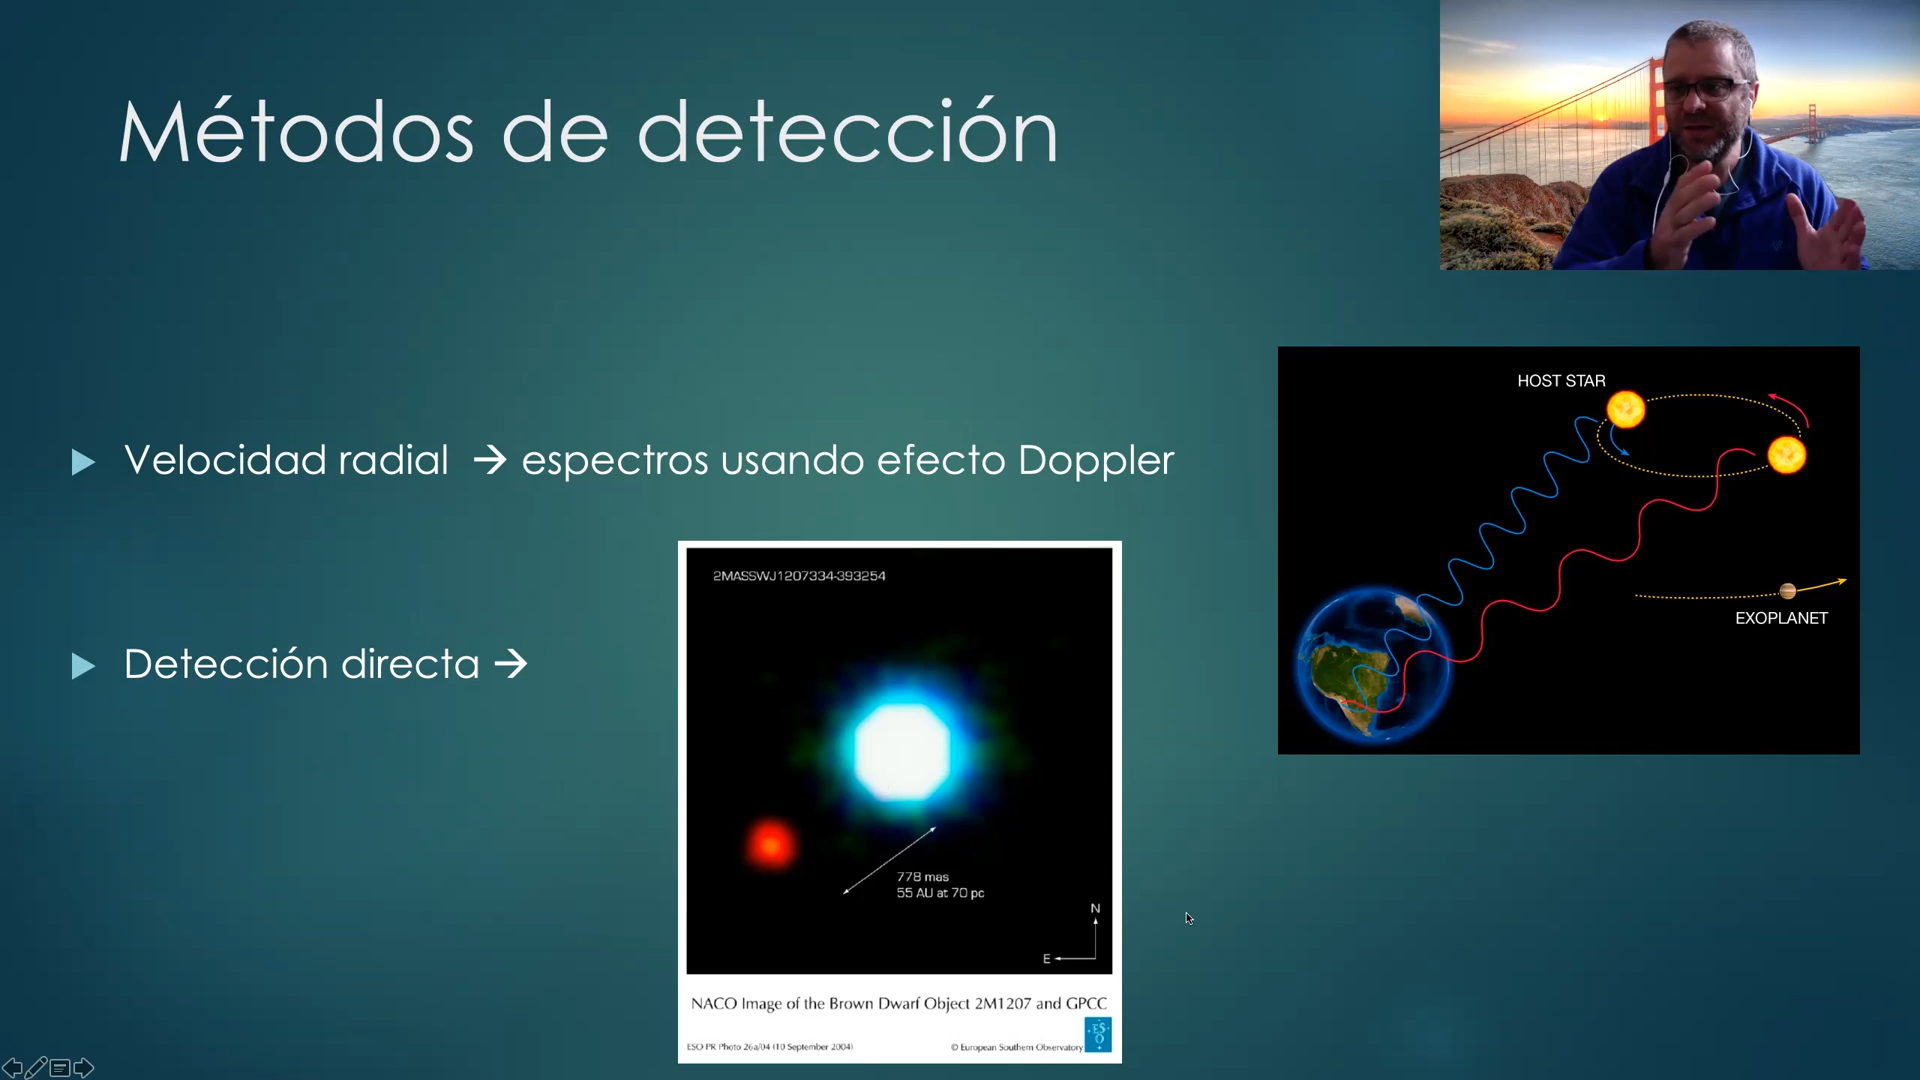 Métodos de detección
HOST STAR
Velocidad radial → espectros usando efecto Doppler
EXOPLANET
Detección directa →
2MASSWJ1207334-393254
778 mas
55 AU at 70 pc
N
E
NACO Image of the Brown Dwarf Object 2M1207 and GPCC
ESO PR Photo 26a/04 (10 September 2004)
© European Southern Observatory
ES
O